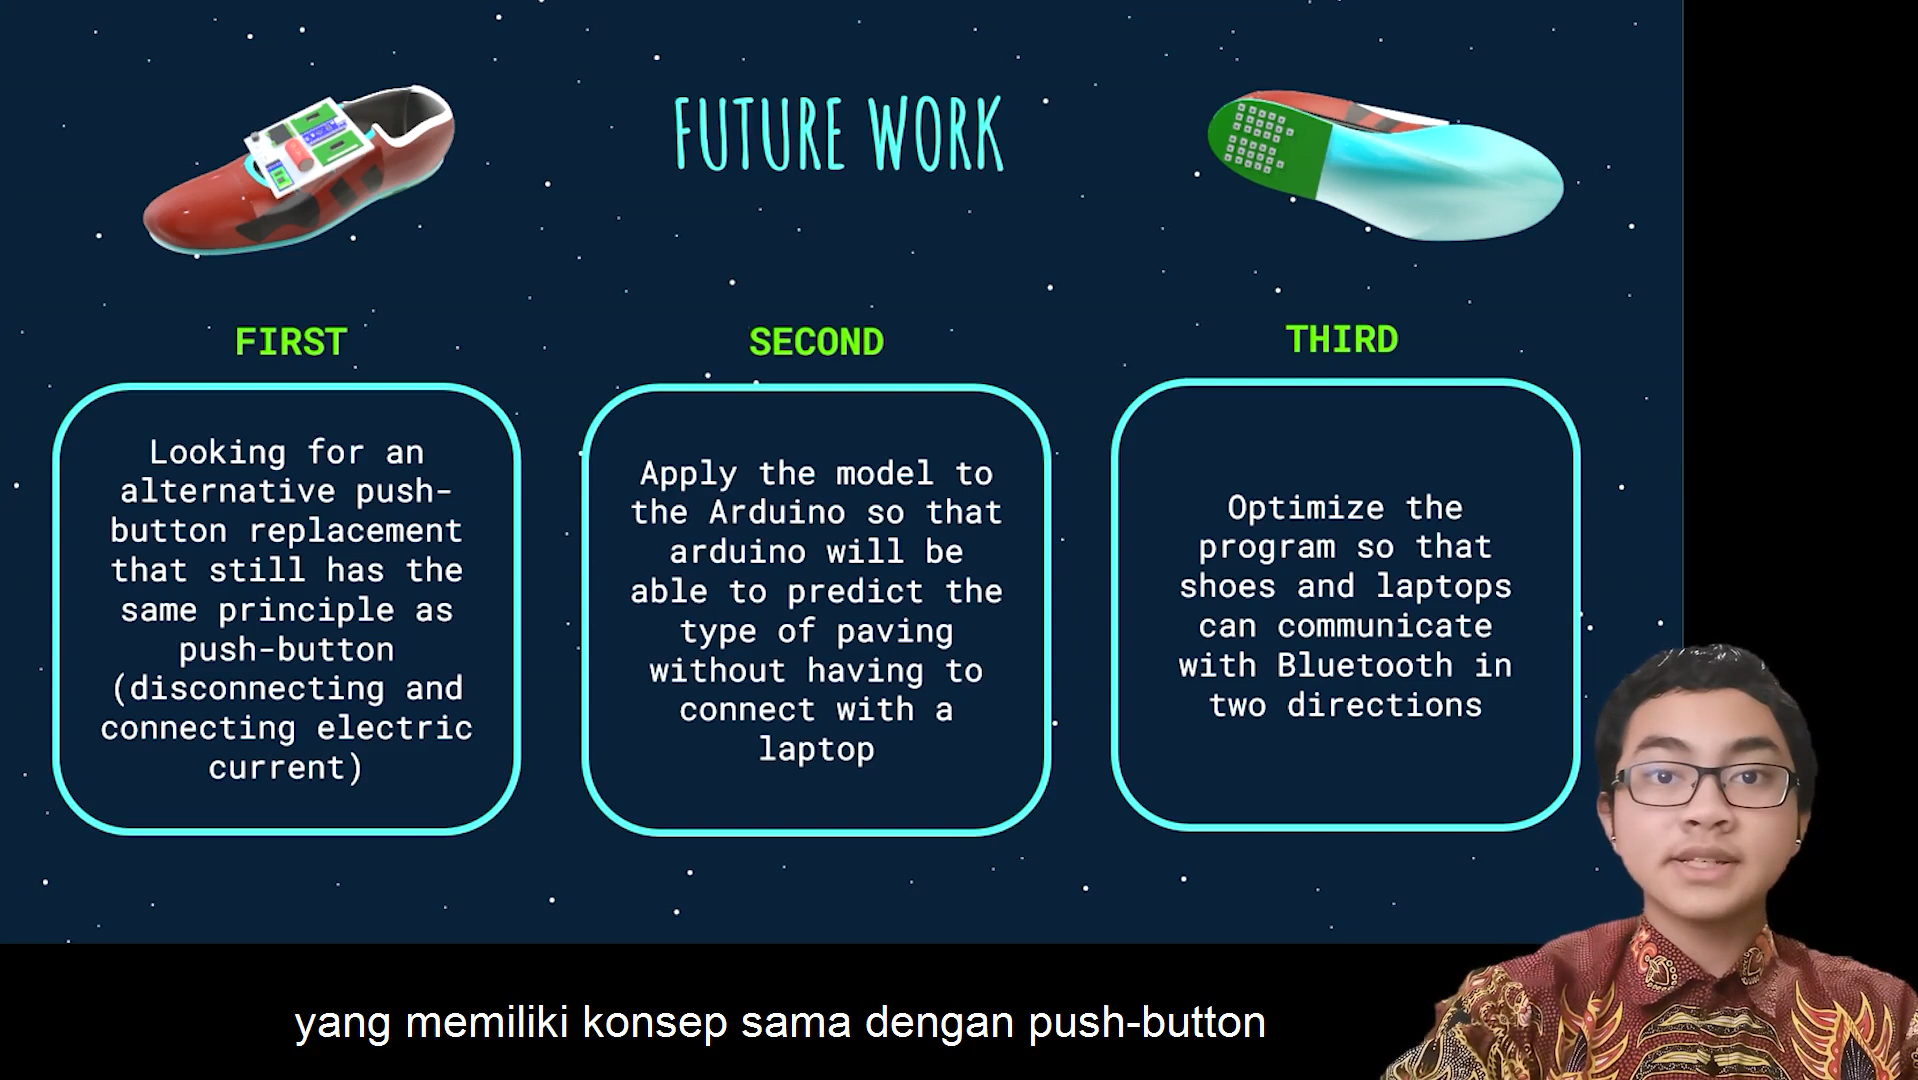 FUTURE WORK
FIRST
Looking for an
alternative push-
button replacement
that still has the
same principle as
push-button
(disconnecting and
connecting electric
current)
SECOND
Apply the model to
the Arduino so that
arduino will be
able to predict the
type of paving
without having to
connect with a
laptop
THIRD
Optimize the
program so that
shoes and laptops
can communicate
with Bluetooth in
two directions
yang memiliki konsep sama dengan push-button